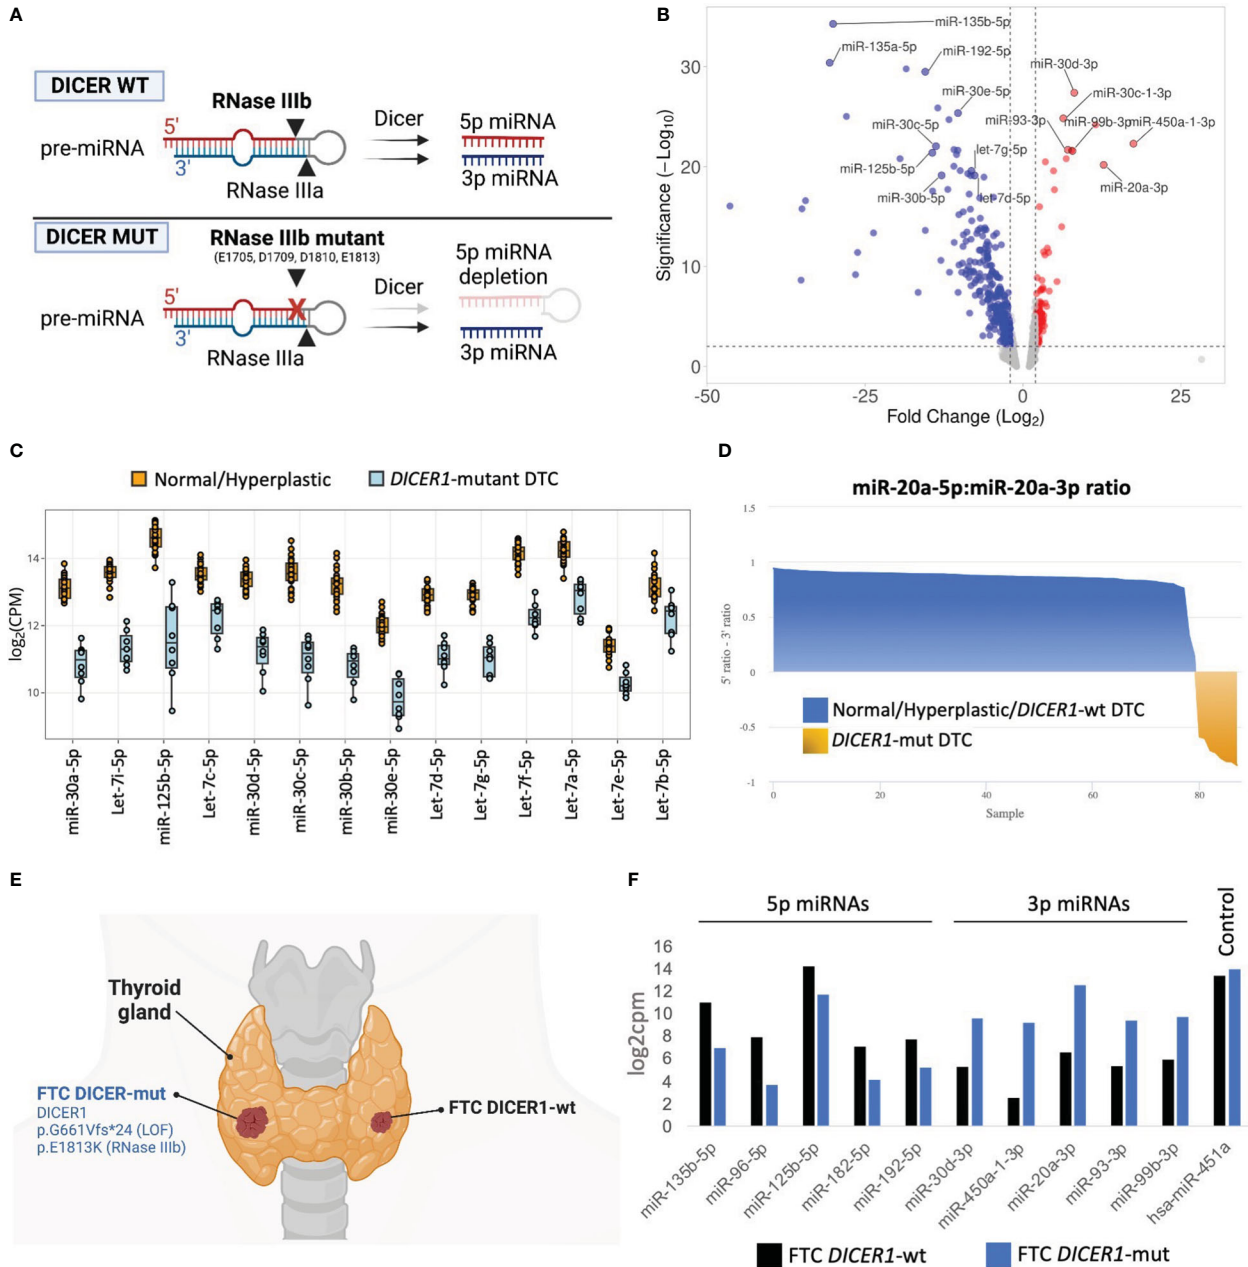 A
DICER WT
RNase IIIb
5'
pre-miRNA
3'
RNase IIIa
Dicer
5p miRNA
3p miRNA
DICER MUT
RNase IIIb mutant
(E1705, D1709, D1810, E1813)
5'
pre-miRNA
X
3'
RNase IIIa
Dicer
5p miRNA
depletion
3p miRNA
B
Significance (−Log10)
30
20
10
0
miR-135b-5p
miR-135a-5p
miR-192-5p
miR-30d-3p
miR-30e-5p
miR-30c-1-3p
miR-30c-5p
miR-93-3p
miR-99b-3p
miR-450a-1-3p
let-7g-5p
miR-125b-5p
miR-20a-3p
miR-30b-5p
let-7d-5p
-50
-25
0
25
Fold Change (Log2)
C
Normal/Hyperplastic
DICER1-mutant DTC
log2(CPM)
14
12
10
miR-30a-5p
Let-7i-5p
miR-125b-5p
Let-7c-5p
miR-30d-5p
miR-30c-5p
miR-30b-5p
miR-30e-5p
Let-7d-5p
Let-7g-5p
Let-7f-5p
Let-7a-5p
Let-7e-5p
Let-7b-5p
D
miR-20a-5p:miR-20a-3p ratio
5' ratio - 3' ratio
1.5
1
0.5
0
-0.5
-1
Normal/Hyperplastic/DICER1-wt DTC
DICER1-mut DTC
0
20
40
60
80
Sample
E
Thyroid
gland
FTC DICER-mut
DICER1
p.G661Vfs*24 (LOF)
p.E1813K (RNase IIIb)
FTC DICER1-wt
F
5p miRNAs
3p miRNAs
Control
log2cpm
16
14
12
10
8
6
4
2
0
miR-135b-5p
miR-96-5p
miR-125b-5p
miR-182-5p
miR-192-5p
miR-30d-3p
miR-450a-1-3p
miR-20a-3p
miR-93-3p
miR-99b-3p
hsa-miR-451a
FTC DICER1-wt
FTC DICER1-mut